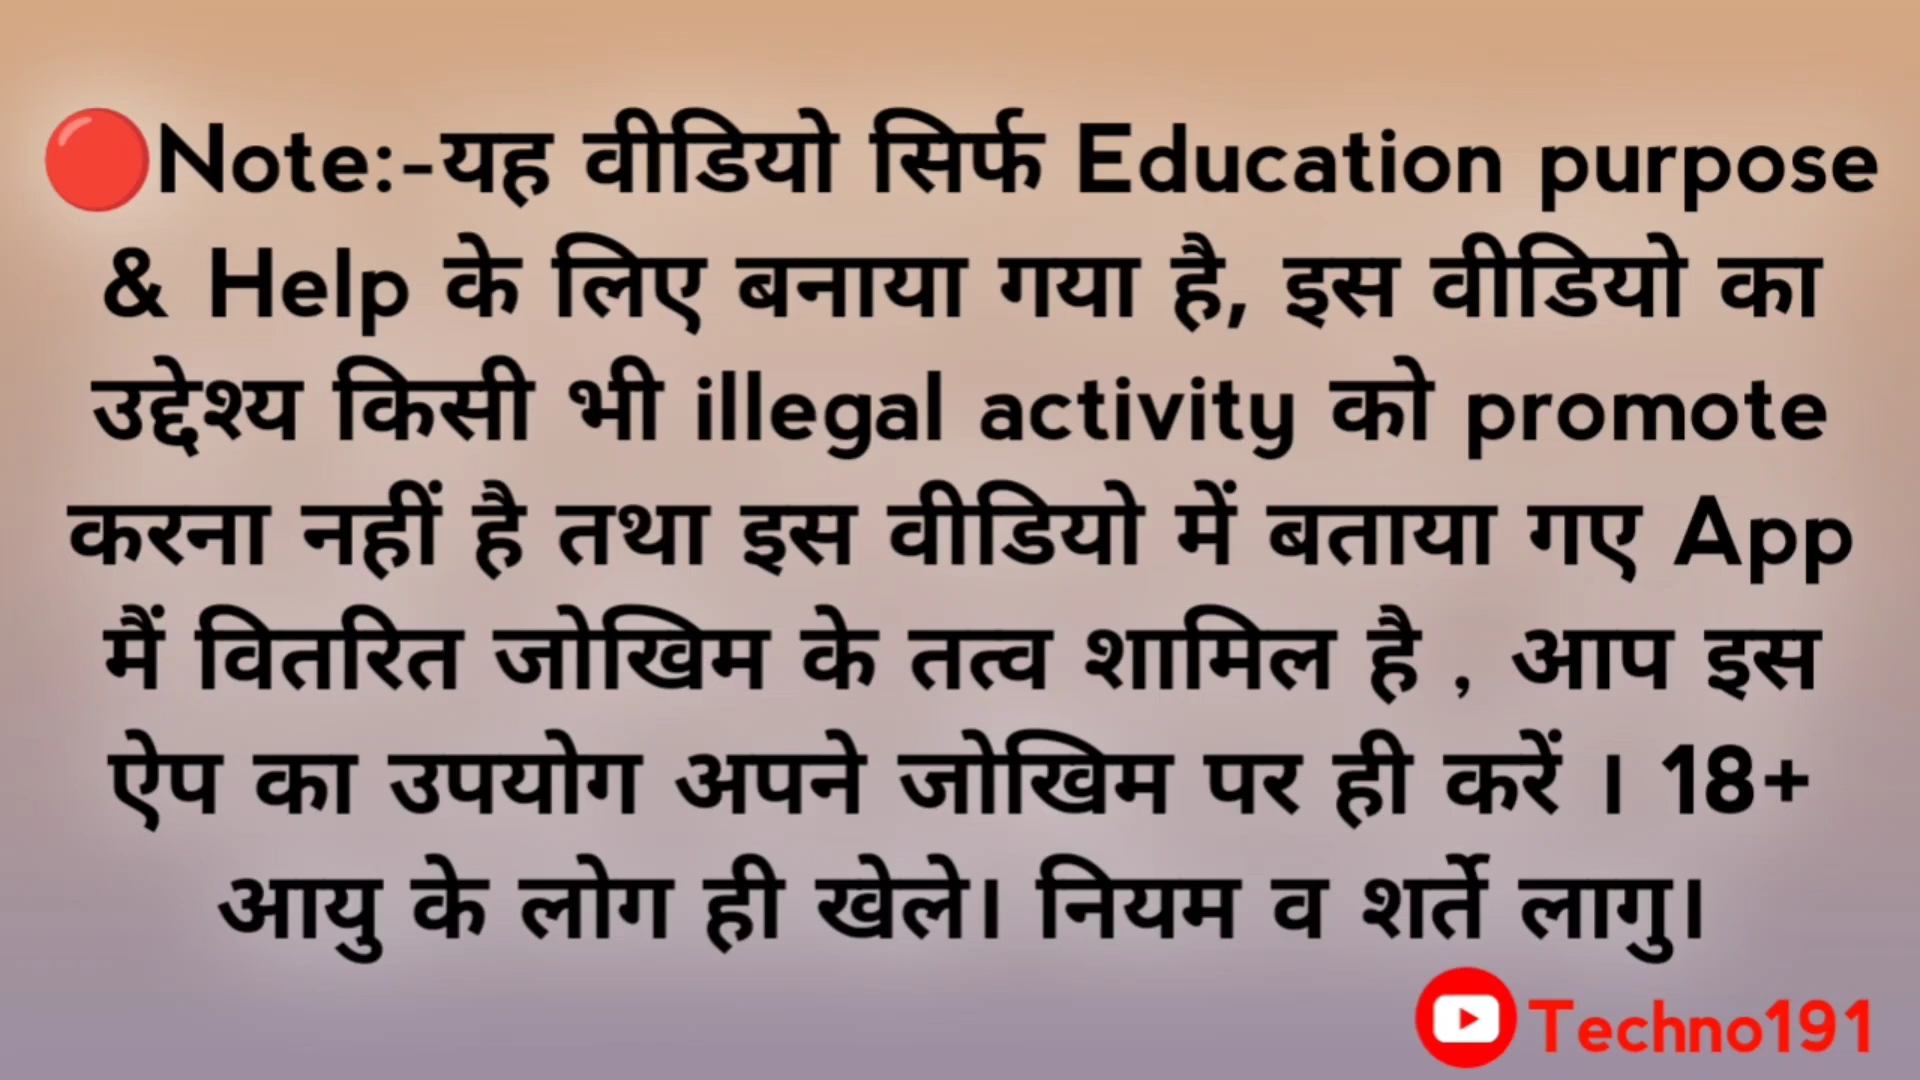 🔴Note:-यह वीडियो सिर्फ Education purpose
& Help के लिए बनाया गया है, इस वीडियो का
उद्देश्य किसी भी illegal activity को promote
करना नहीं है तथा इस वीडियो में बताया गए App
मैं वितरित जोखिम के तत्व शामिल है , आप इस
ऐप का उपयोग अपने जोखिम पर ही करें । 18+
आयु के लोग ही खेले। नियम व शर्ते लागु।
Techno191